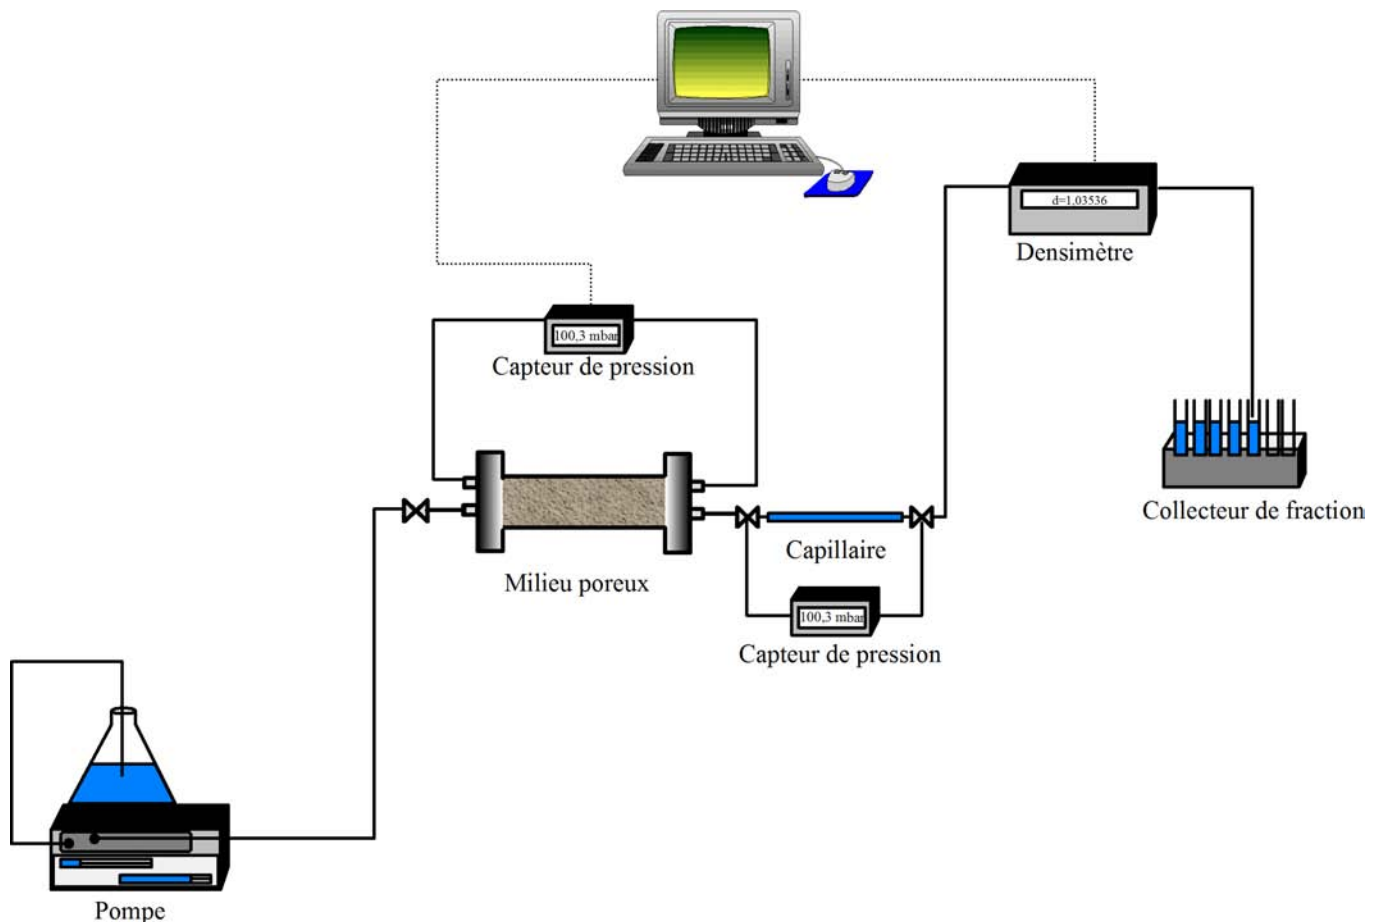 d=1,03536
Densimètre
100,3 mbar
Capteur de pression
Collecteur de fraction
Capillaire
Milieu poreux
100,3 mbar
Capteur de pression
Pompe